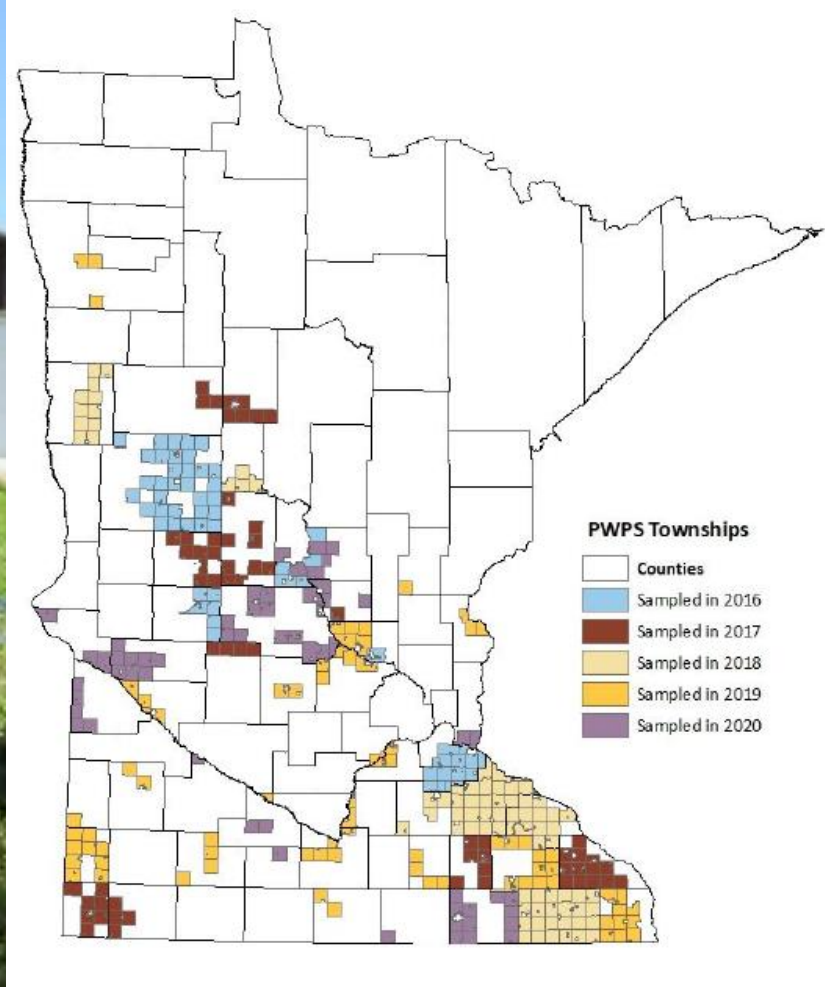 PWPS Townships
Counties
Sampled in 2016
Sampled in 2017
Sampled in 2018
Sampled in 2019
Sampled in 2020